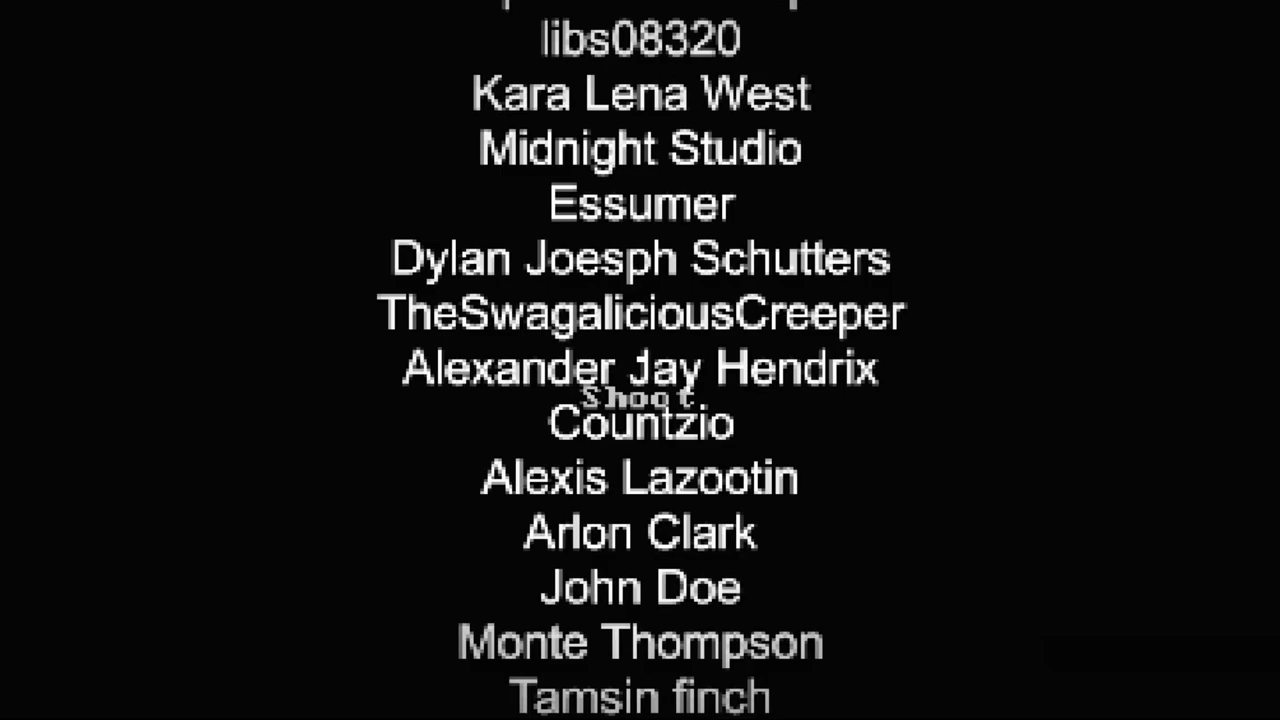 libs08320
Kara Lena West
Midnight Studio
Essumer
Dylan Joesph Schutters
TheSwagaliciousCreeper
Alexander Jay Hendrix
Shoot
Countzio
Alexis Lazootin
Arlon Clark
John Doe
Monte Thompson
Tamsin finch